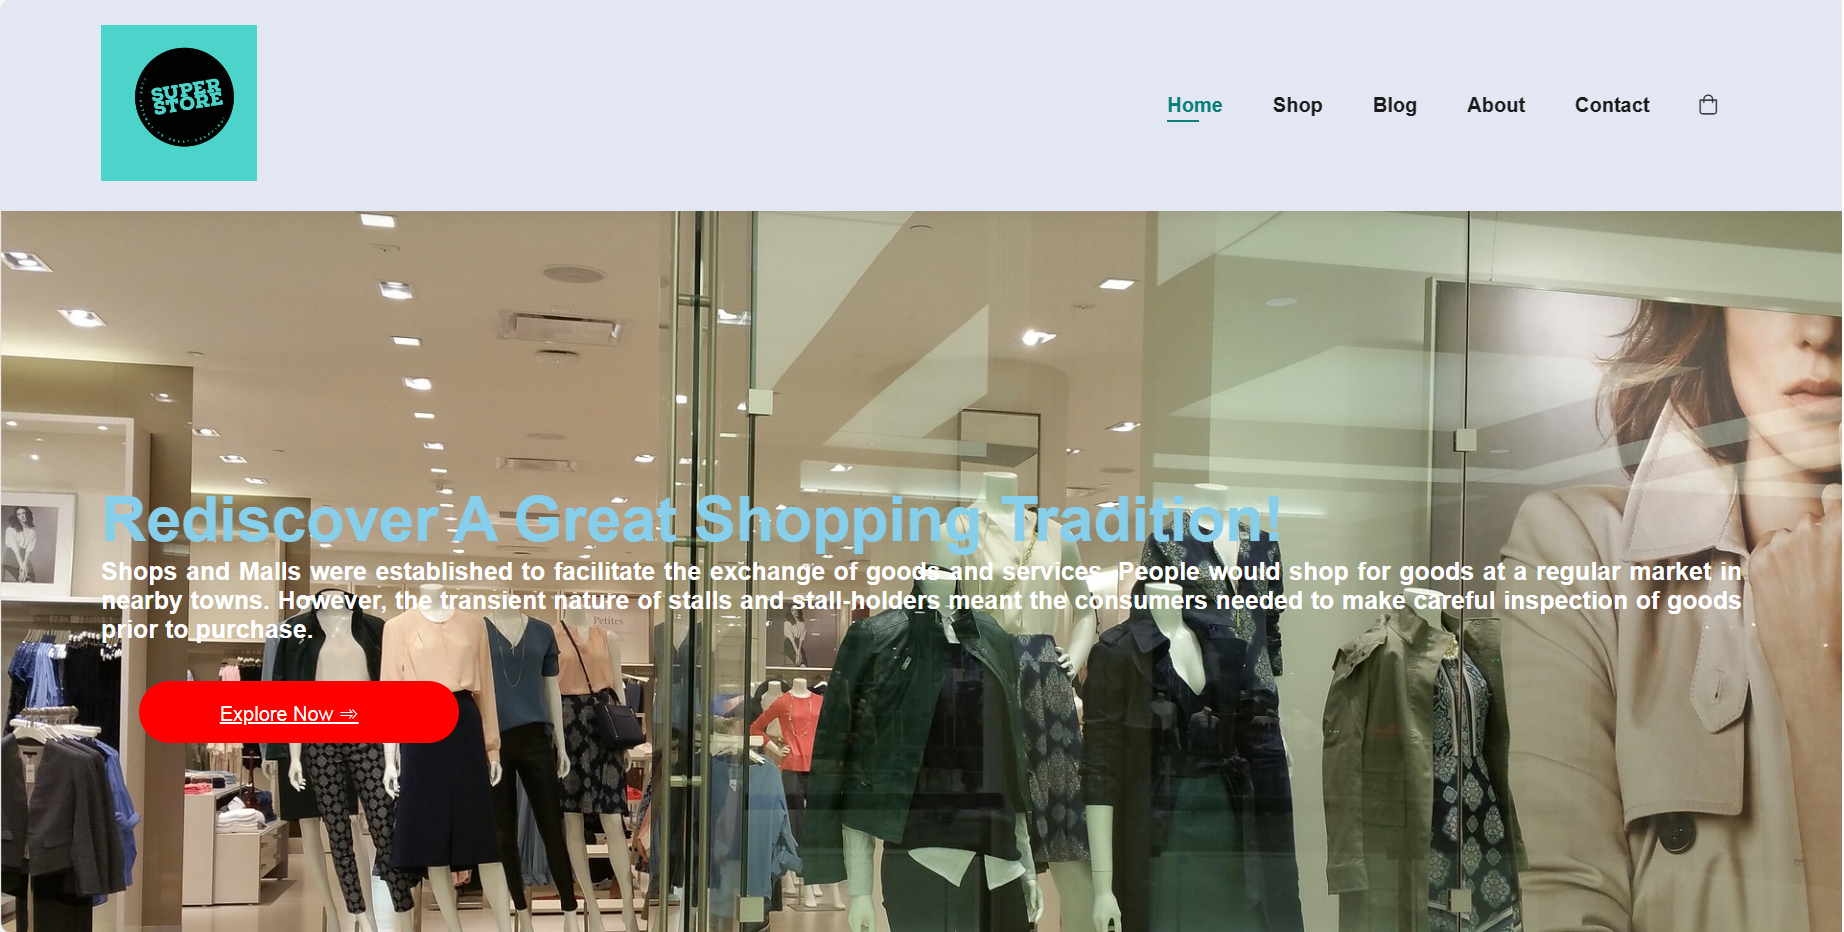 SUPER
STORE
Home Shop Blog About Contact
Rediscover A Great Shopping Tradition!
Shops and Malls were established to facilitate the exchange of goods and services. People would shop for goods at a regular market in
nearby towns. However, the transient nature of stalls and stall-holders meant the consumers needed to make careful inspection of goods
prior to purchase.
Petites
Explore Now ⇒